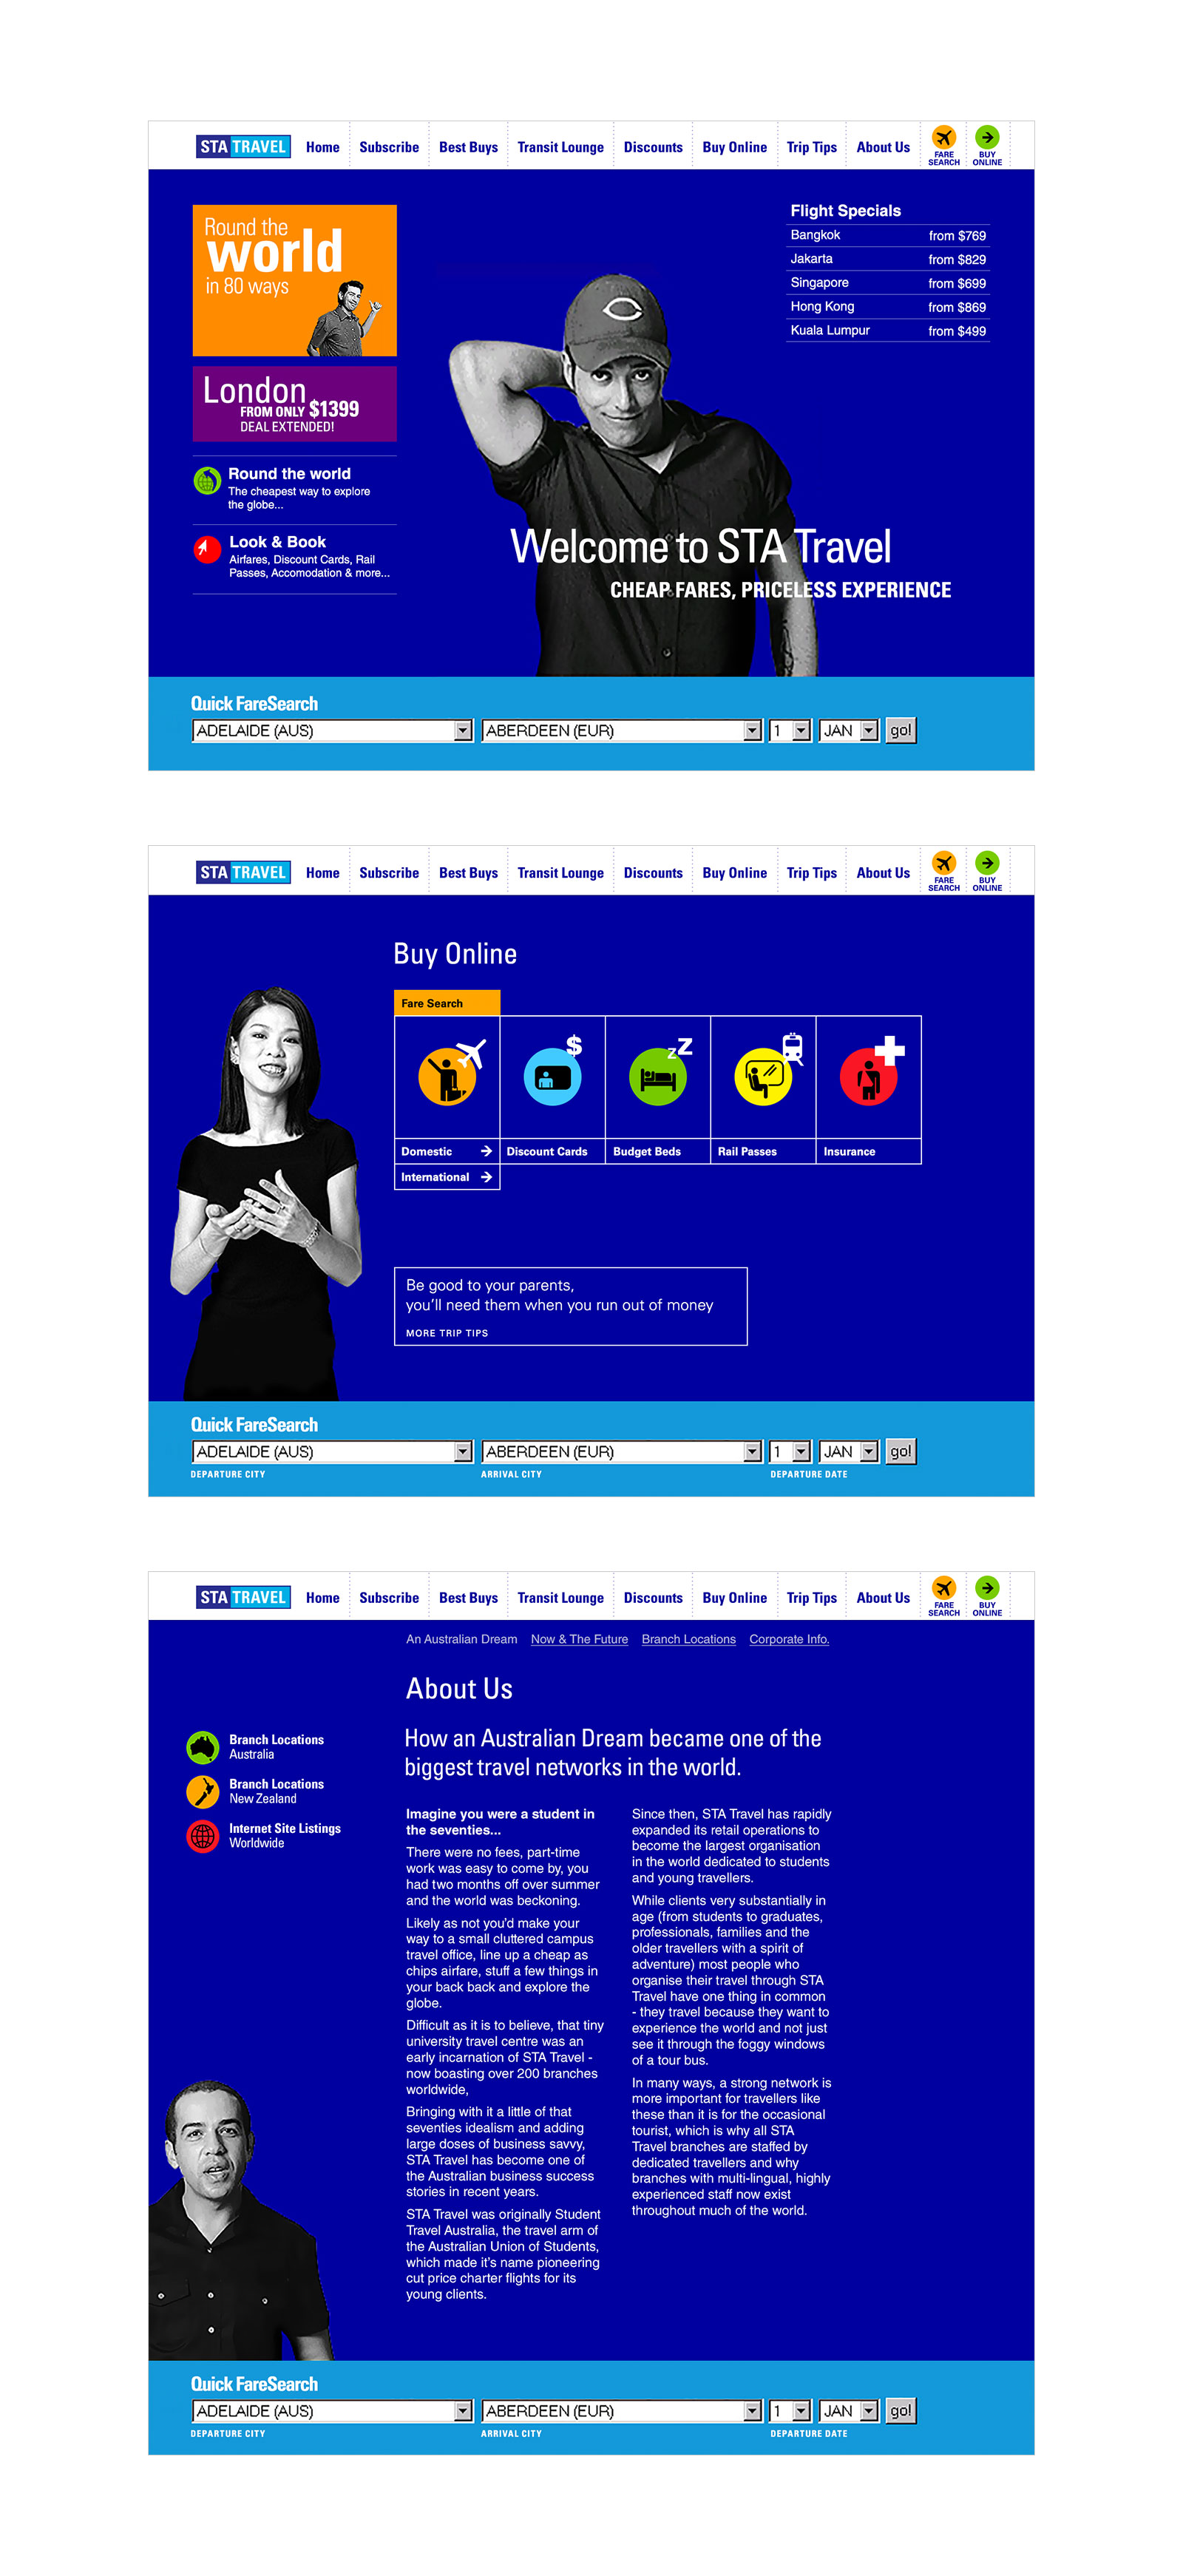 STA TRAVEL Home Subscribe Best Buys Transit Lounge Discounts Buy Online Trip Tips About Us FARE SEARCH BUY ONLINE
Round the
world
in 80 ways
London
FROM ONLY $1399
DEAL EXTENDED!
Round the world
The cheapest way to explore
the globe...
Look & Book
Airfares, Discount Cards, Rail
Passes, Accomodation & more...
Flight Specials
Bangkok from $769
Jakarta from $829
Singapore from $699
Hong Kong from $869
Kuala Lumpur from $499
Welcome to STA Travel
CHEAP FARES, PRICELESS EXPERIENCE
Quick FareSearch
ADELAIDE (AUS) ABERDEEN (EUR) 1 JAN go!
STA TRAVEL Home Subscribe Best Buys Transit Lounge Discounts Buy Online Trip Tips About Us FARE SEARCH BUY ONLINE
Buy Online
Fare Search
$ zZ
Domestic Discount Cards Budget Beds Rail Passes Insurance
International
Be good to your parents,
you'll need them when you run out of money
MORE TRIP TIPS
Quick FareSearch
ADELAIDE (AUS) ABERDEEN (EUR) 1 JAN go!
DEPARTURE CITY ARRIVAL CITY DEPARTURE DATE
STA TRAVEL Home Subscribe Best Buys Transit Lounge Discounts Buy Online Trip Tips About Us FARE SEARCH BUY ONLINE
An Australian Dream Now & The Future Branch Locations Corporate Info.
About Us
Branch Locations
Australia
Branch Locations
New Zealand
Internet Site Listings
Worldwide
How an Australian Dream became one of the
biggest travel networks in the world.
Imagine you were a student in
the seventies...
There were no fees, part-time
work was easy to come by, you
had two months off over summer
and the world was beckoning.
Likely as not you'd make your
way to a small cluttered campus
travel office, line up a cheap as
chips airfare, stuff a few things in
your back back and explore the
globe.
Difficult as it is to believe, that tiny
university travel centre was an
early incarnation of STA Travel -
now boasting over 200 branches
worldwide,
Bringing with it a little of that
seventies idealism and adding
large doses of business savvy,
STA Travel has become one of
the Australian business success
stories in recent years.
STA Travel was originally Student
Travel Australia, the travel arm of
the Australian Union of Students,
which made it's name pioneering
cut price charter flights for its
young clients.
Since then, STA Travel has rapidly
expanded its retail operations to
become the largest organisation
in the world dedicated to students
and young travellers.
While clients very substantially in
age (from students to graduates,
professionals, families and the
older travellers with a spirit of
adventure) most people who
organise their travel through STA
Travel have one thing in common
- they travel because they want to
experience the world and not just
see it through the foggy windows
of a tour bus.
In many ways, a strong network is
more important for travellers like
these than it is for the occasional
tourist, which is why all STA
Travel branches are staffed by
dedicated travellers and why
branches with multi-lingual, highly
experienced staff now exist
throughout much of the world.
Quick FareSearch
ADELAIDE (AUS) ABERDEEN (EUR) 1 JAN go!
DEPARTURE CITY ARRIVAL CITY DEPARTURE DATE